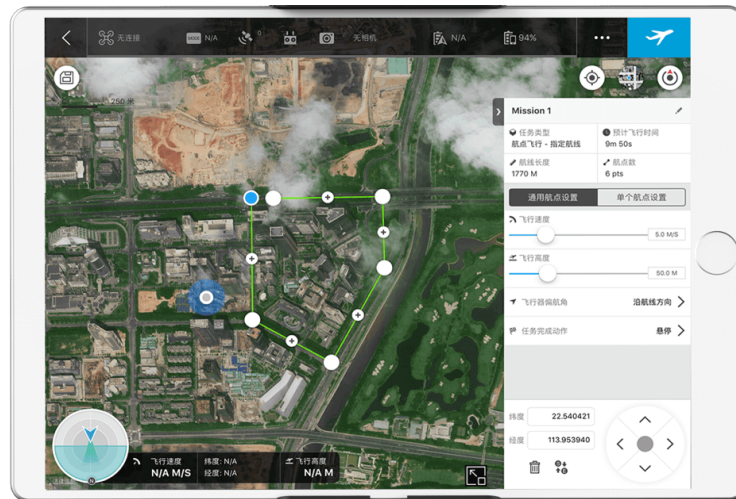 无连接
MODE N/A
0
无相机
N/A
94%
250 米
Mission 1
任务类型
航点飞行 - 指定航线
预计飞行时间
9m 50s
航线长度
1770 M
航点数
6 pts
通用航点设置
单个航点设置
飞行速度
5.0 M/S
飞行高度
50.0 M
飞行器偏航角
沿航线方向
任务完成动作
悬停
纬度
22.540421
经度
113.953940
飞行速度
N/A M/S
纬度: N/A
经度: N/A
飞行高度
N/A M
N